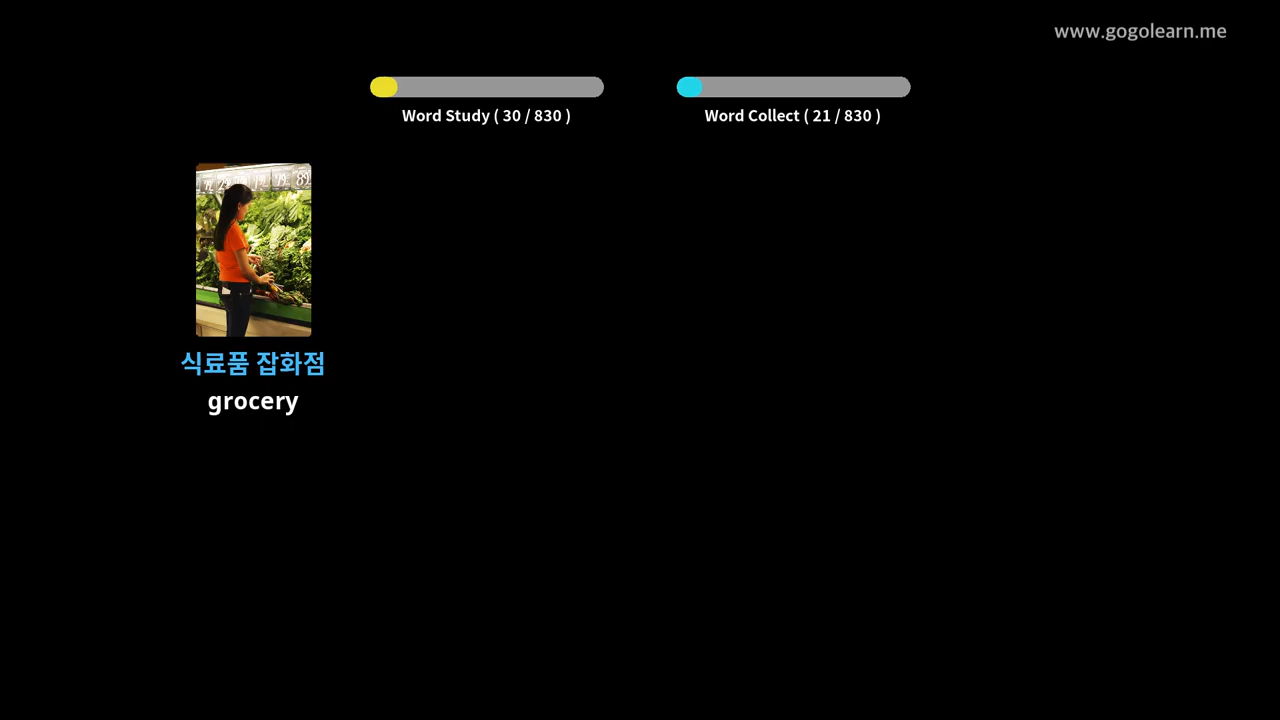 www.gogolearn.me
Word Study ( 30 / 830 )
Word Collect ( 21 / 830 )
식료품 잡화점
grocery